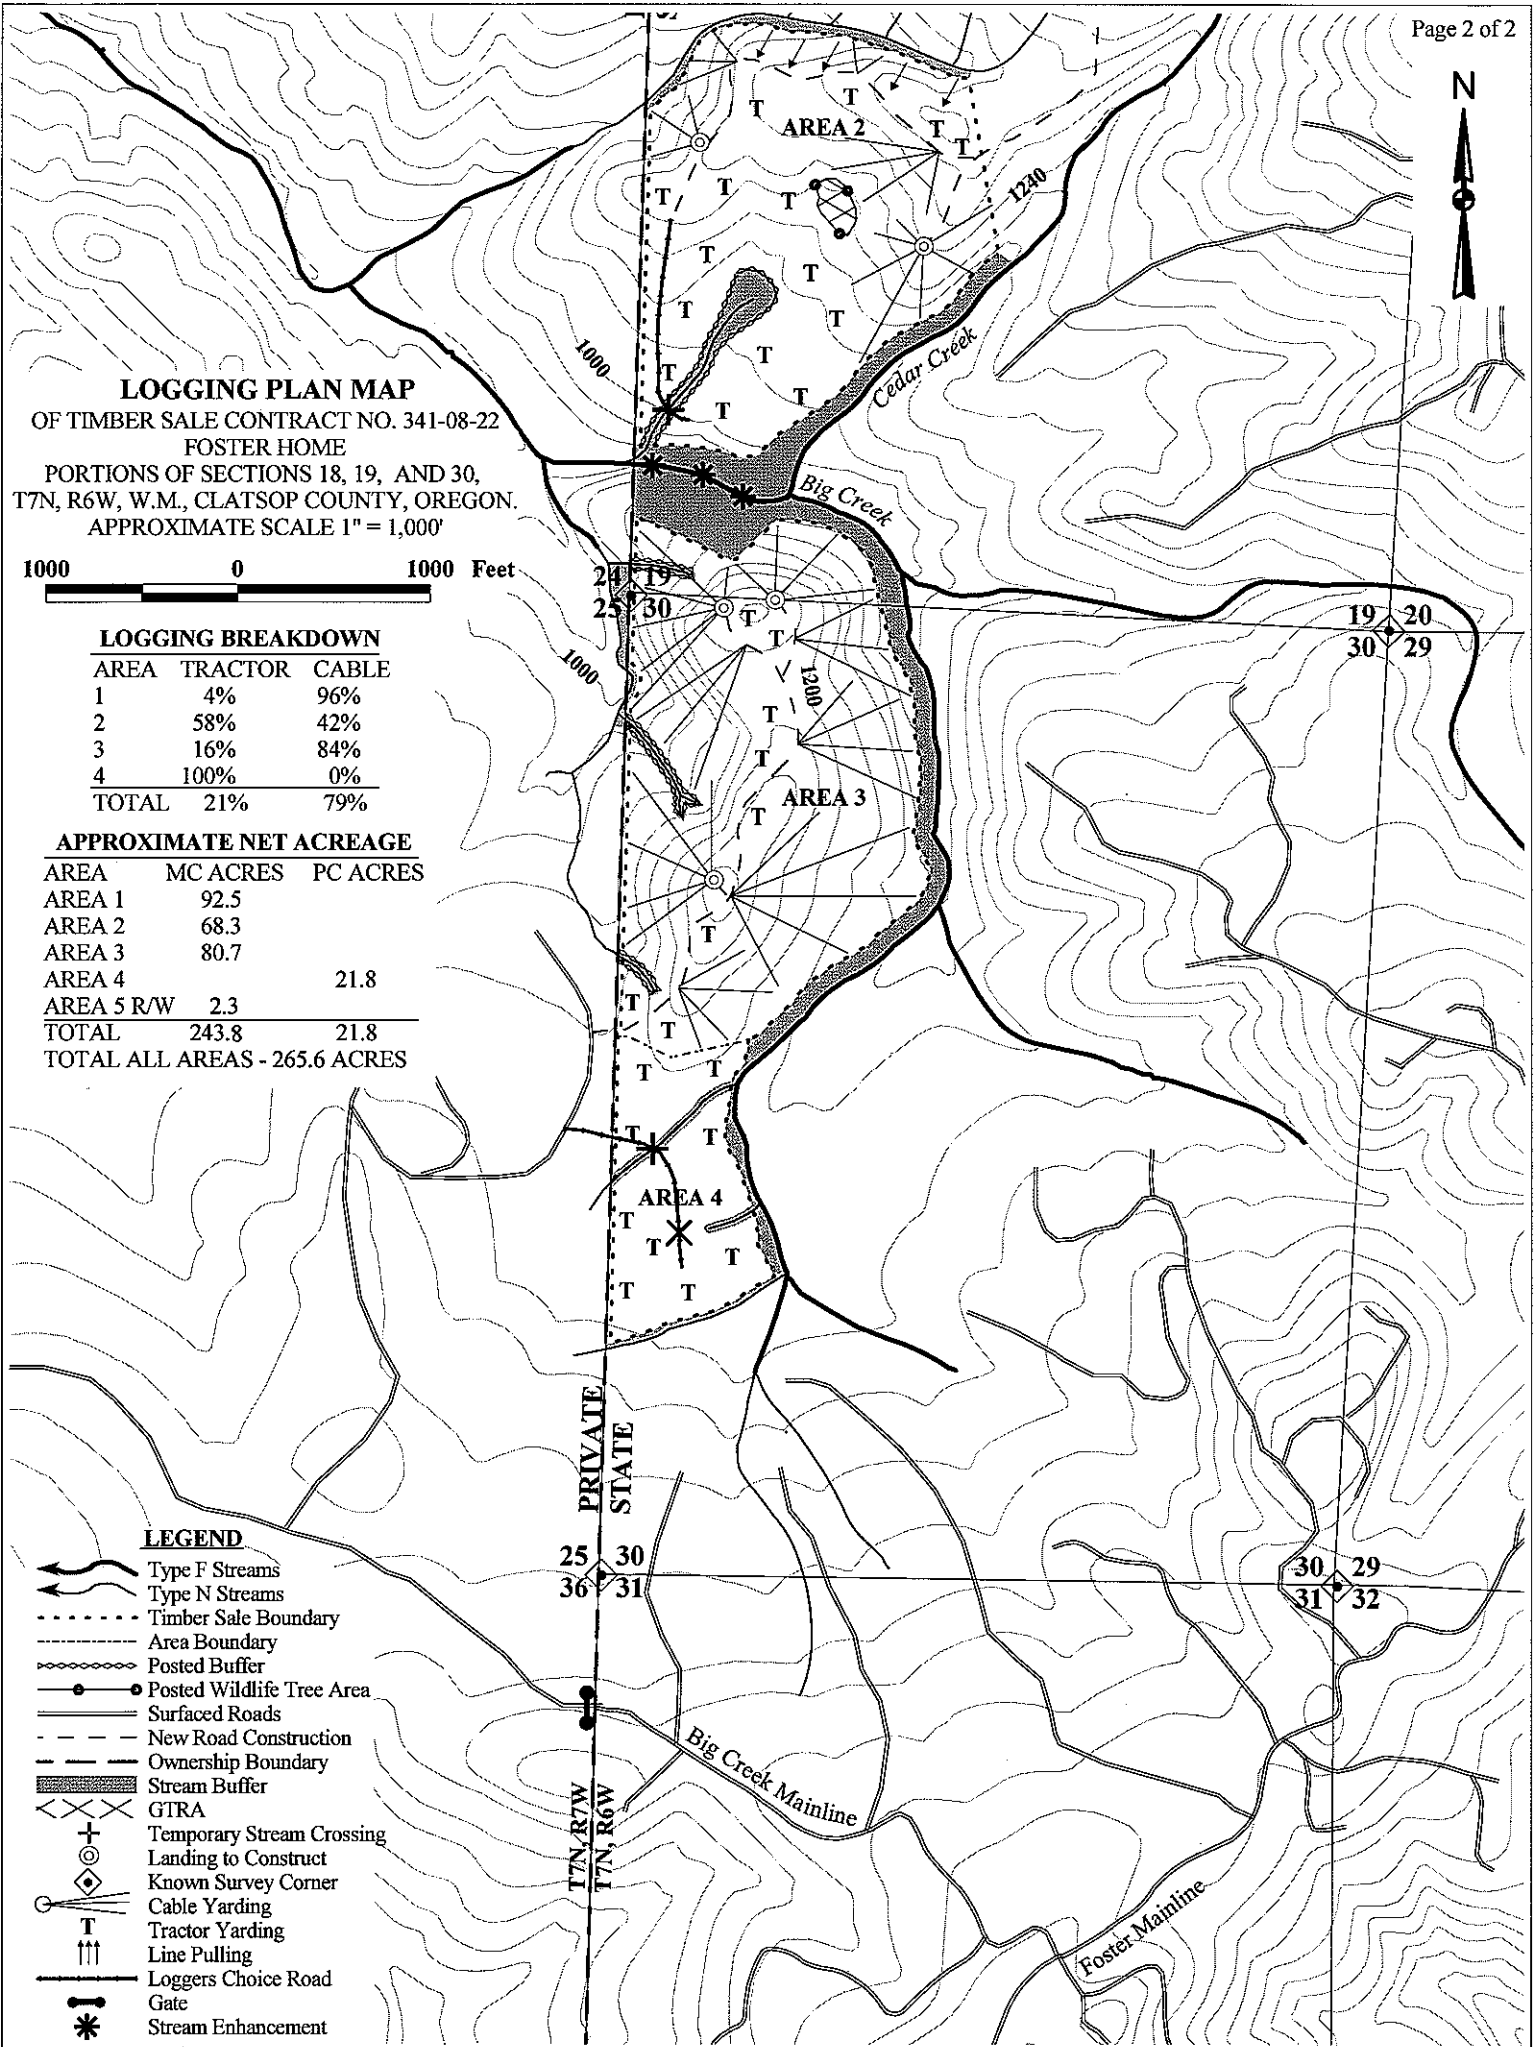 Page 2 of 2
N
T
T
AREA 2
T
T
T
T
T
1240
T
T
T
T
1000
T
T
T
T
Cedar Creek
LOGGING PLAN MAP
OF TIMBER SALE CONTRACT NO. 341-08-22
FOSTER HOME
PORTIONS OF SECTIONS 18, 19, AND 30,
T7N, R6W, W.M., CLATSOP COUNTY, OREGON.
APPROXIMATE SCALE 1" = 1,000'
1000 0 1000 Feet
Big Creek
24 19
25 30
19 20
30 29
LOGGING BREAKDOWN
AREA TRACTOR CABLE
1 4% 96%
2 58% 42%
3 16% 84%
4 100% 0%
TOTAL 21% 79%
1000
T
T
1200
T
T
AREA 3
T
APPROXIMATE NET ACREAGE
AREA MC ACRES PC ACRES
AREA 1 92.5
AREA 2 68.3
AREA 3 80.7
AREA 4 21.8
AREA 5 R/W 2.3
TOTAL 243.8 21.8
TOTAL ALL AREAS - 265.6 ACRES
T
T
T
T
T
T
T
AREA 4
T
T
T
T
T
PRIVATE
STATE
25 30
36 31
30 29
31 32
LEGEND
Type F Streams
Type N Streams
Timber Sale Boundary
Area Boundary
Posted Buffer
Posted Wildlife Tree Area
Surfaced Roads
New Road Construction
Ownership Boundary
Stream Buffer
GTRA
Temporary Stream Crossing
Landing to Construct
Known Survey Corner
Cable Yarding
T Tractor Yarding
Line Pulling
Loggers Choice Road
Gate
Stream Enhancement
Big Creek Mainline
T7N, R7W
T7N, R6W
Foster Mainline